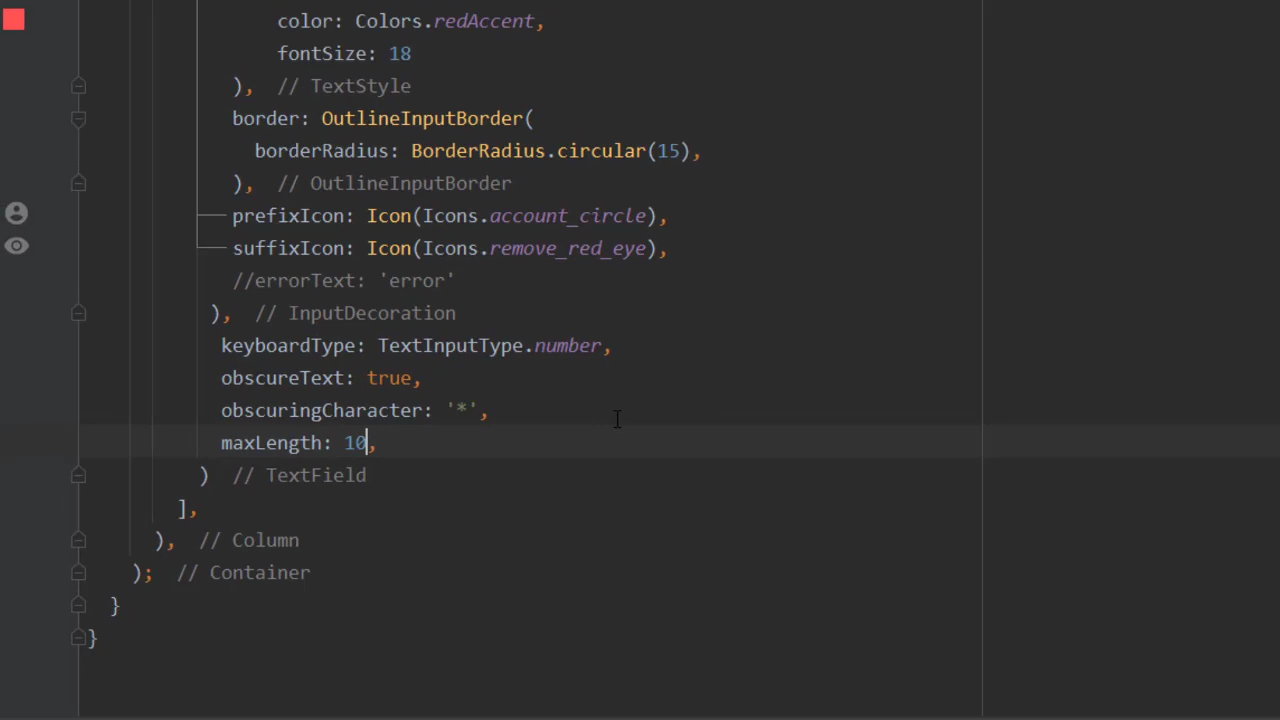 color: Colors.redAccent,
fontSize: 18
), // TextStyle
border: OutlineInputBorder(
borderRadius: BorderRadius.circular(15),
), // OutlineInputBorder
prefixIcon: Icon(Icons.account_circle),
suffixIcon: Icon(Icons.remove_red_eye),
//errorText: 'error'
), // InputDecoration
keyboardType: TextInputType.number,
obscureText: true,
obscuringCharacter: '*',
maxLength: 10,
) // TextField
],
), // Column
); // Container
}
}